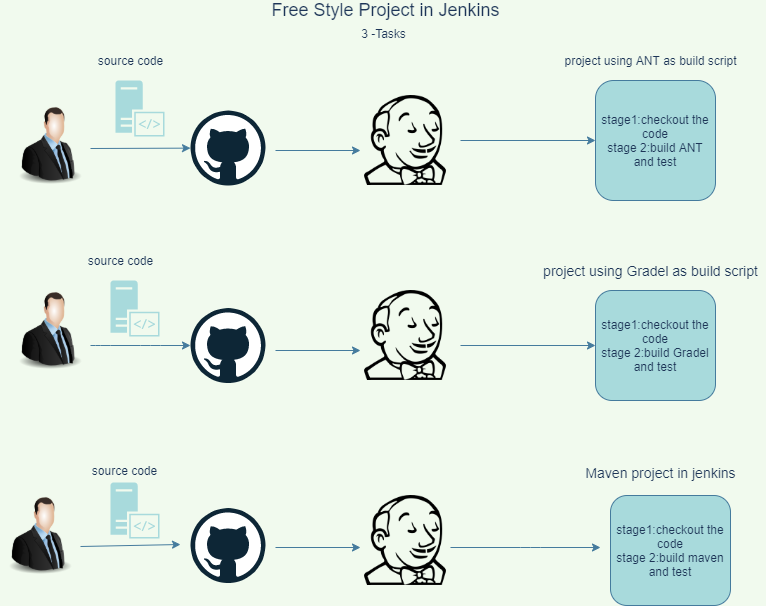 Free Style Project in Jenkins
3 -Tasks
source code
project using ANT as build script
</>
stage1:checkout the
code
stage 2:build ANT
and test
source code
project using Gradel as build script
</>
stage1:checkout the
code
stage 2:build Gradel
and test
source code
Maven project in jenkins
</>
stage1:checkout the
code
stage 2:build maven
and test